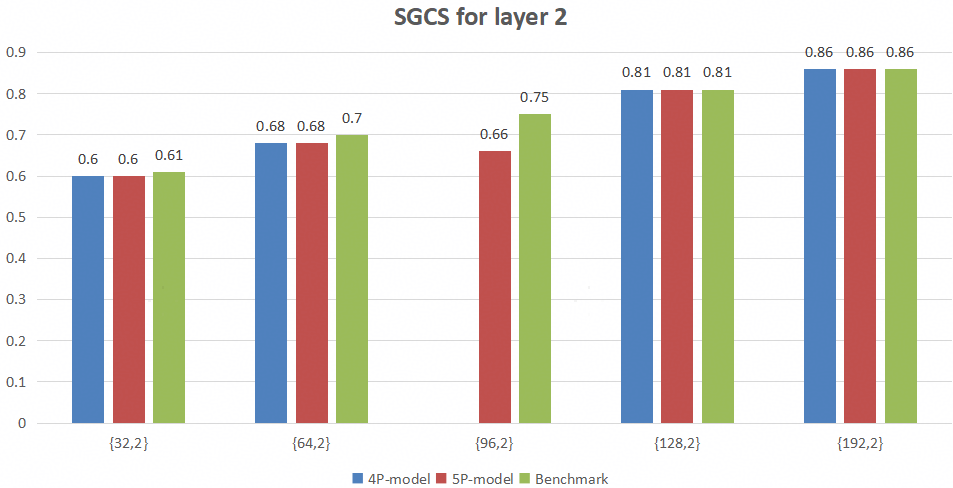 SGCS for layer 2
0.9
0.8
0.7
0.6
0.5
0.4
0.3
0.2
0.1
0
0.6 0.6 0.61
0.68 0.68 0.7
0.66 0.75
0.81 0.81 0.81
0.86 0.86 0.86
{32,2} {64,2} {96,2} {128,2} {192,2}
4P-model 5P-model Benchmark